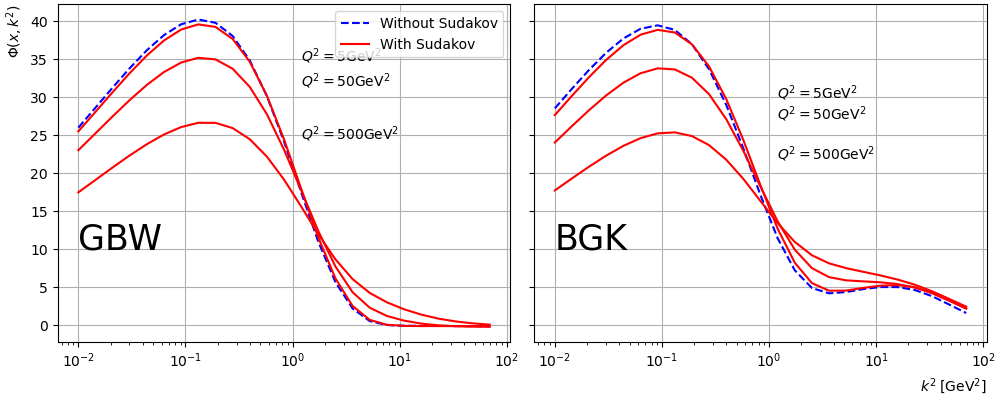 Φ(x, k²)
40
35
30
25
20
15
10
5
0
Without Sudakov
With Sudakov
Q² = 5GeV²
Q² = 50GeV²
Q² = 500GeV²
GBW
10⁻² 10⁻¹ 10⁰ 10¹ 10²
Q² = 5GeV²
Q² = 50GeV²
Q² = 500GeV²
BGK
10⁻² 10⁻¹ 10⁰ 10¹ 10²
k² [GeV²]